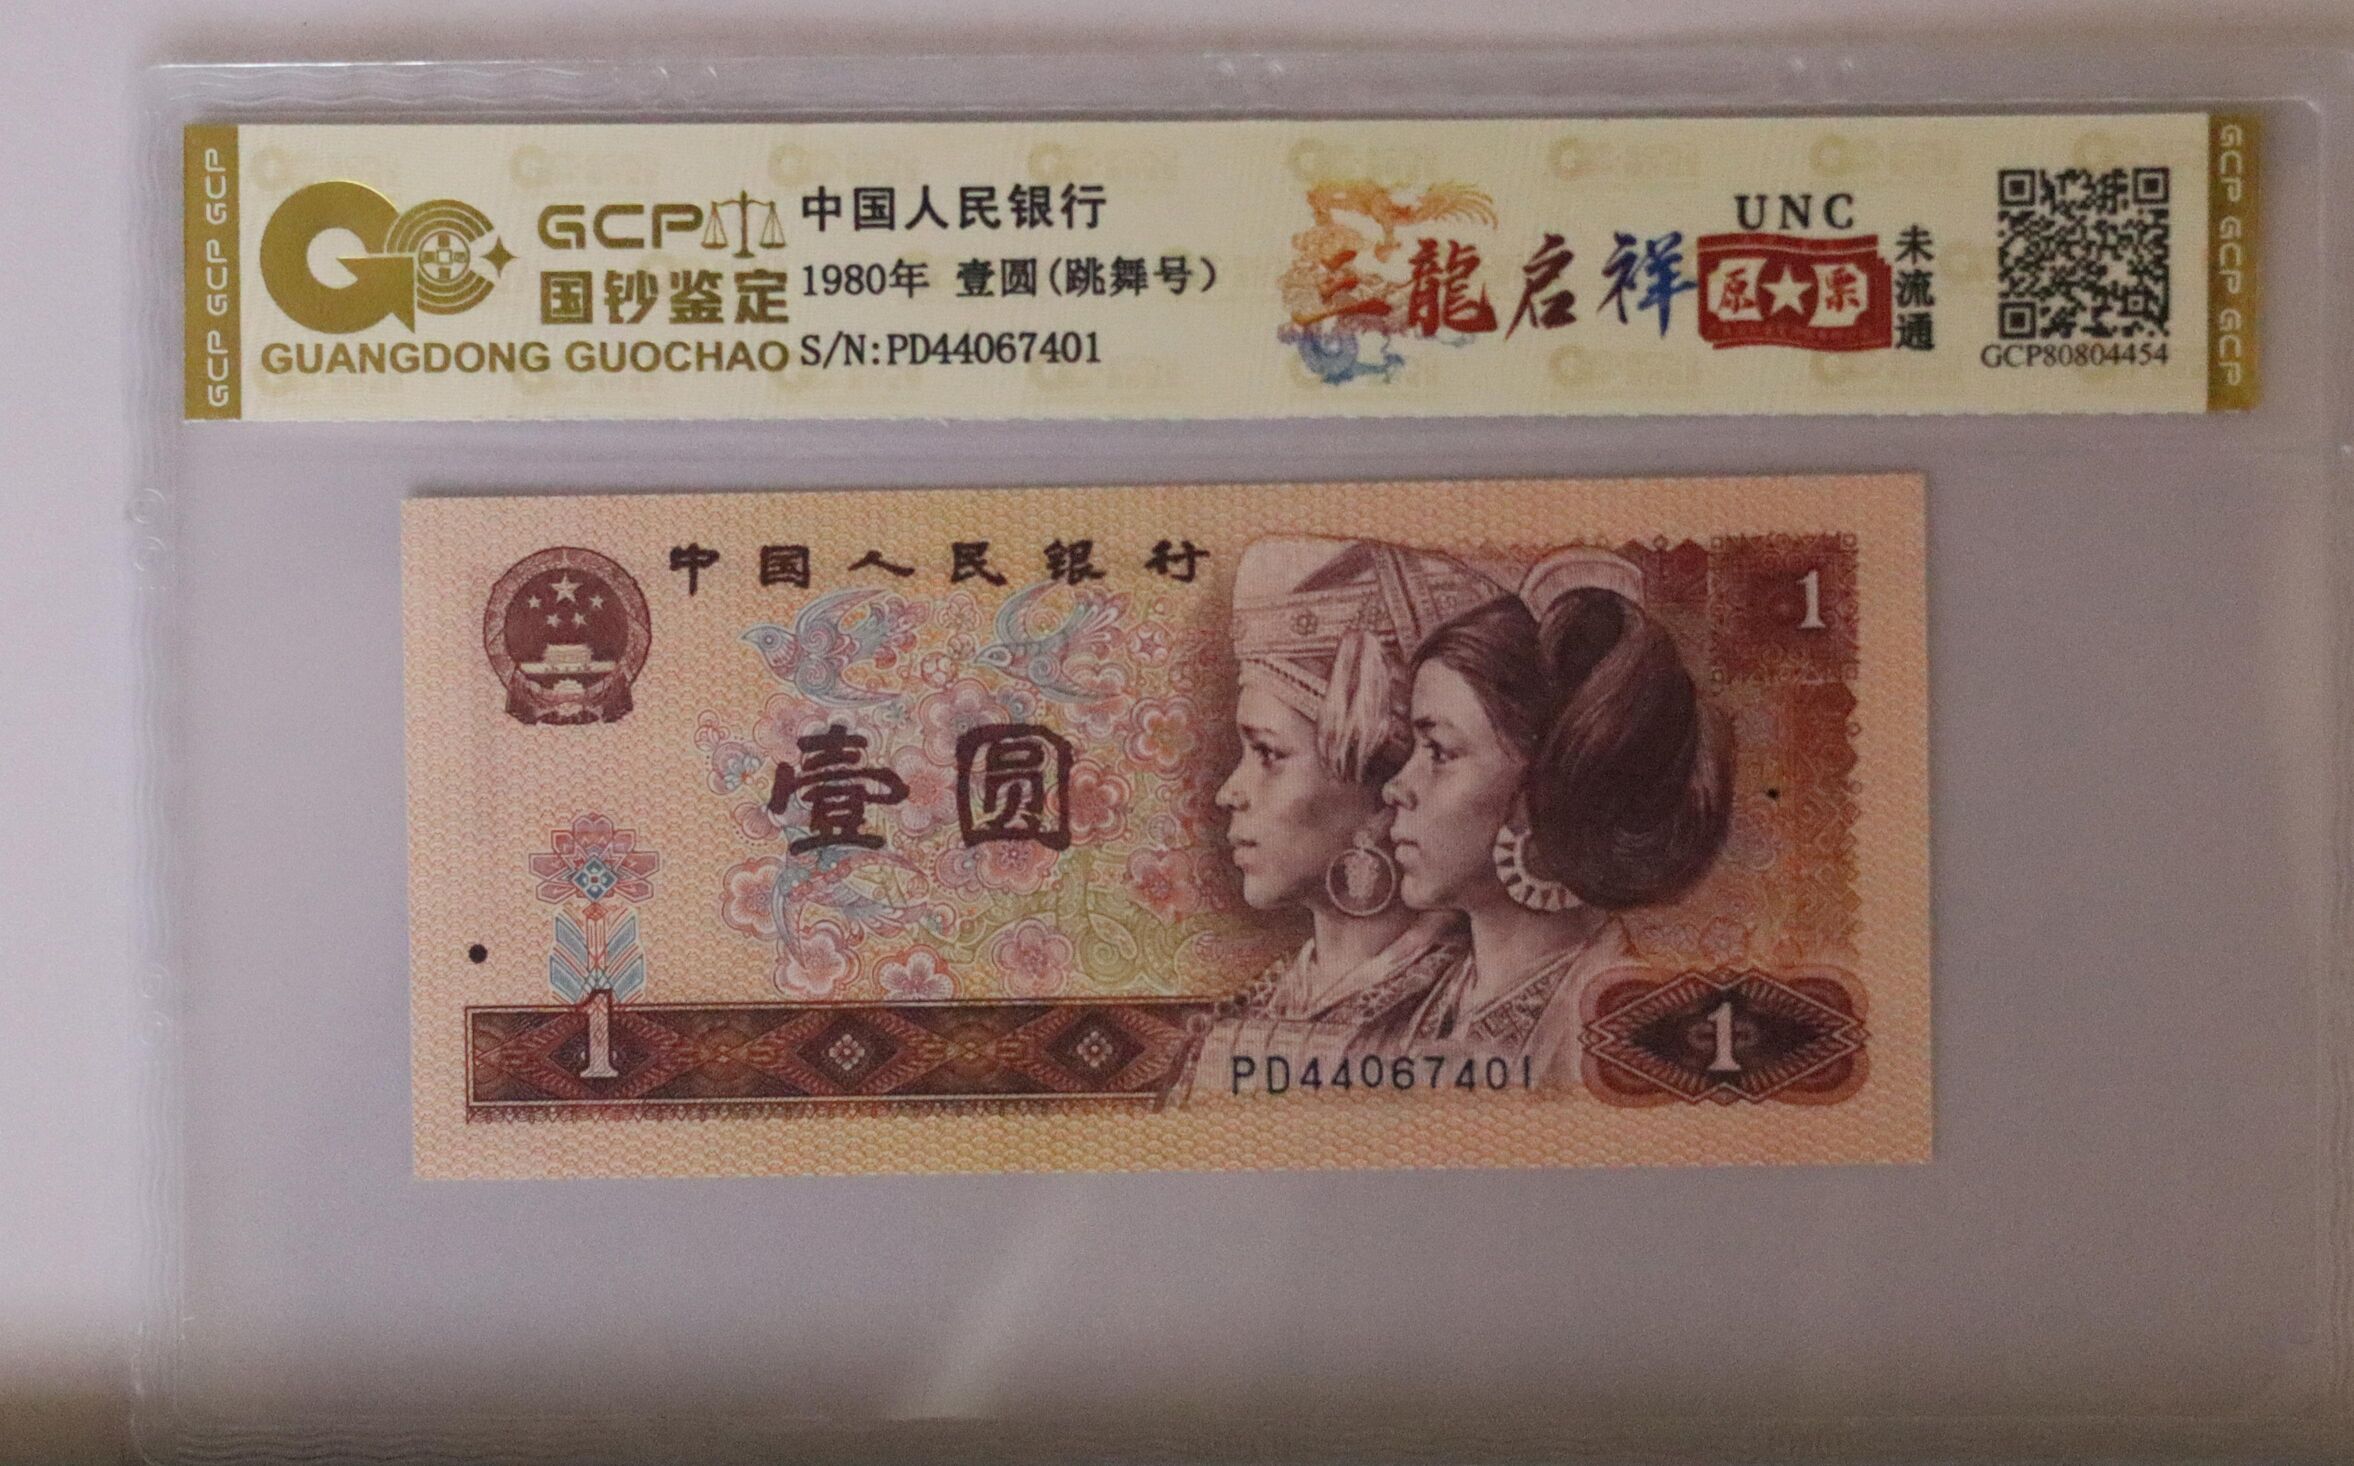 GCP GCP GCP
GCP
国钞鉴定
GUANGDONG GUOCHAO
中国人民银行
1980年 壹圆(跳舞号)
S/N:PD44067401
三龍启祥
UNC
原★票
未流通
GCP80804454
GCP GCP GCP
中国人民银行
1
壹圆
1
PD44067401
1